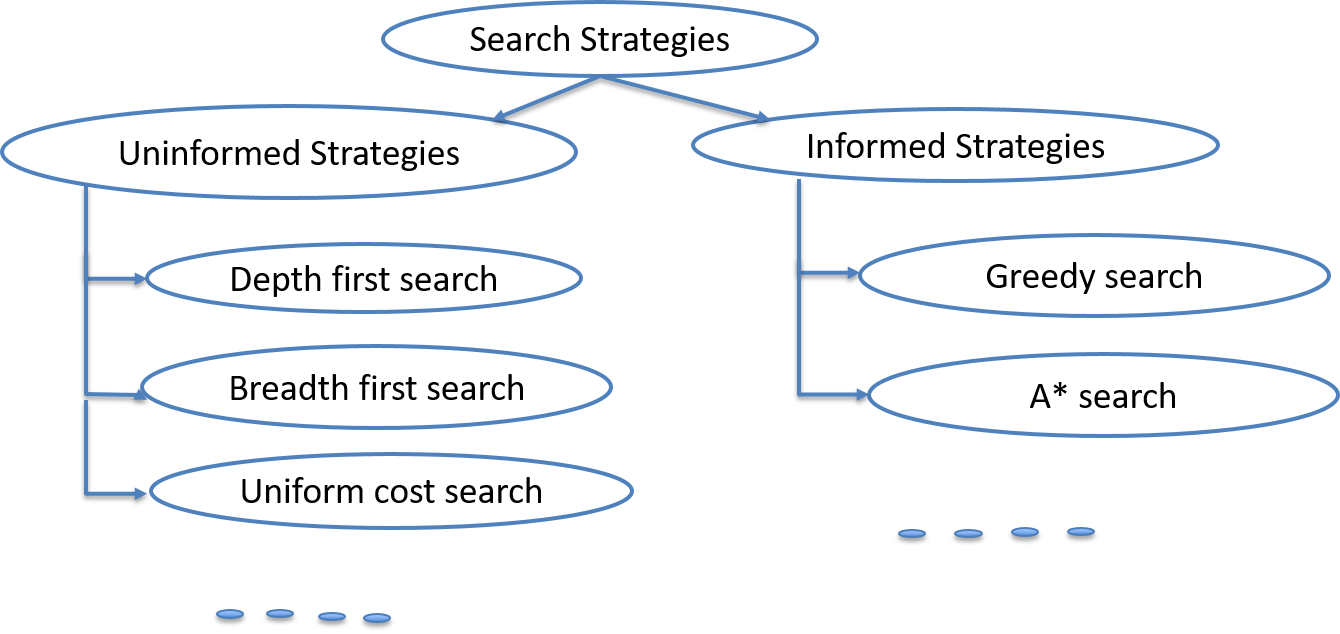 Search Strategies
Uninformed Strategies
Informed Strategies
Depth first search
Greedy search
Breadth first search
A* search
Uniform cost search